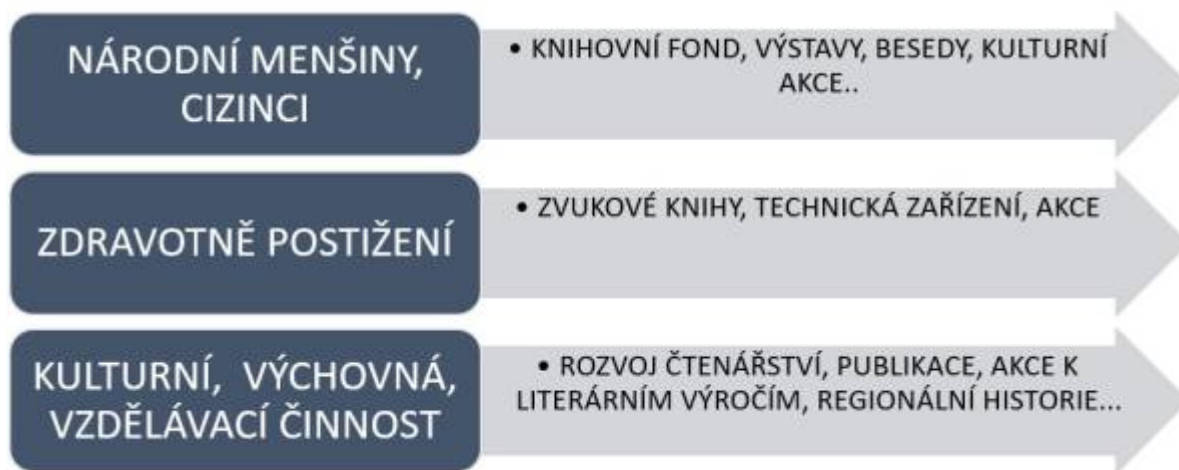 NÁRODNÍ MENŠINY,
CIZINCI
• KNIHOVNÍ FOND, VÝSTAVY, BESEDY, KULTURNÍ
AKCE..
ZDRAVOTNĚ POSTIŽENÍ
• ZVUKOVÉ KNIHY, TECHNICKÁ ZAŘÍZENÍ, AKCE
KULTURNÍ, VÝCHOVNÁ,
VZDĚLÁVACÍ ČINNOST
• ROZVOJ ČTENÁŘSTVÍ, PUBLIKACE, AKCE K
LITERÁRNÍM VÝROČÍM, REGIONÁLNÍ HISTORIE...